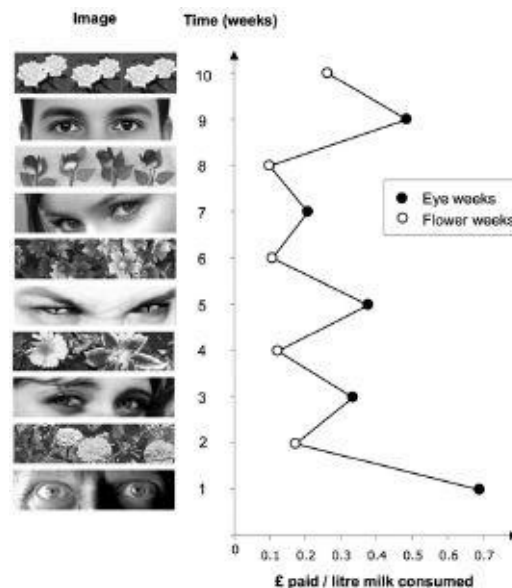 Image Time (weeks)
10
9
8
7
6
5
4
3
2
1
Eye weeks
Flower weeks
0 0.1 0.2 0.3 0.4 0.5 0.6 0.7
£ paid / litre milk consumed